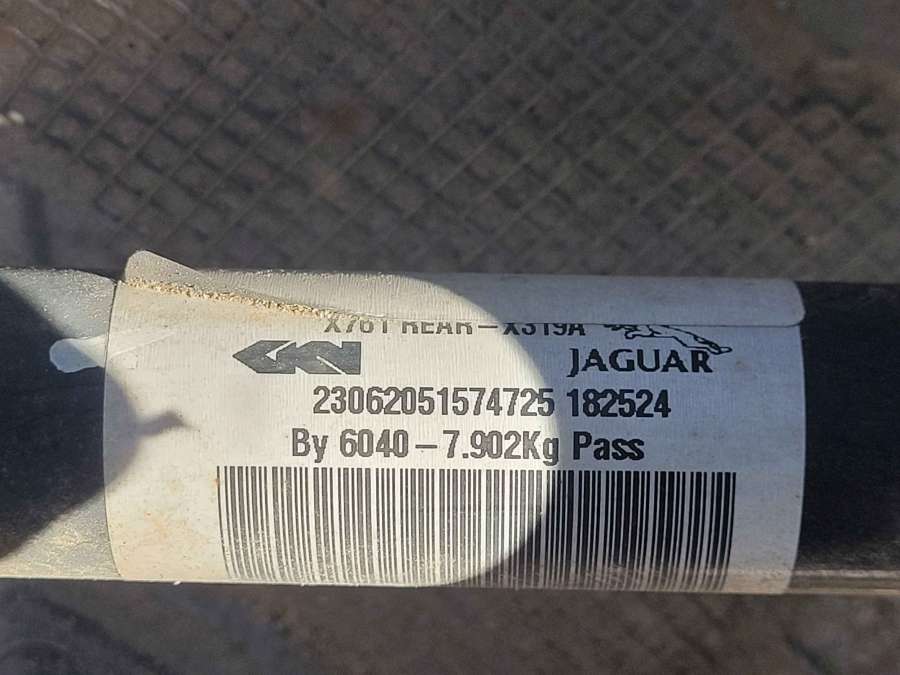 X761 REAR-X319A
GKN JAGUAR
23062051574725 182524
By 6040-7.902Kg Pass